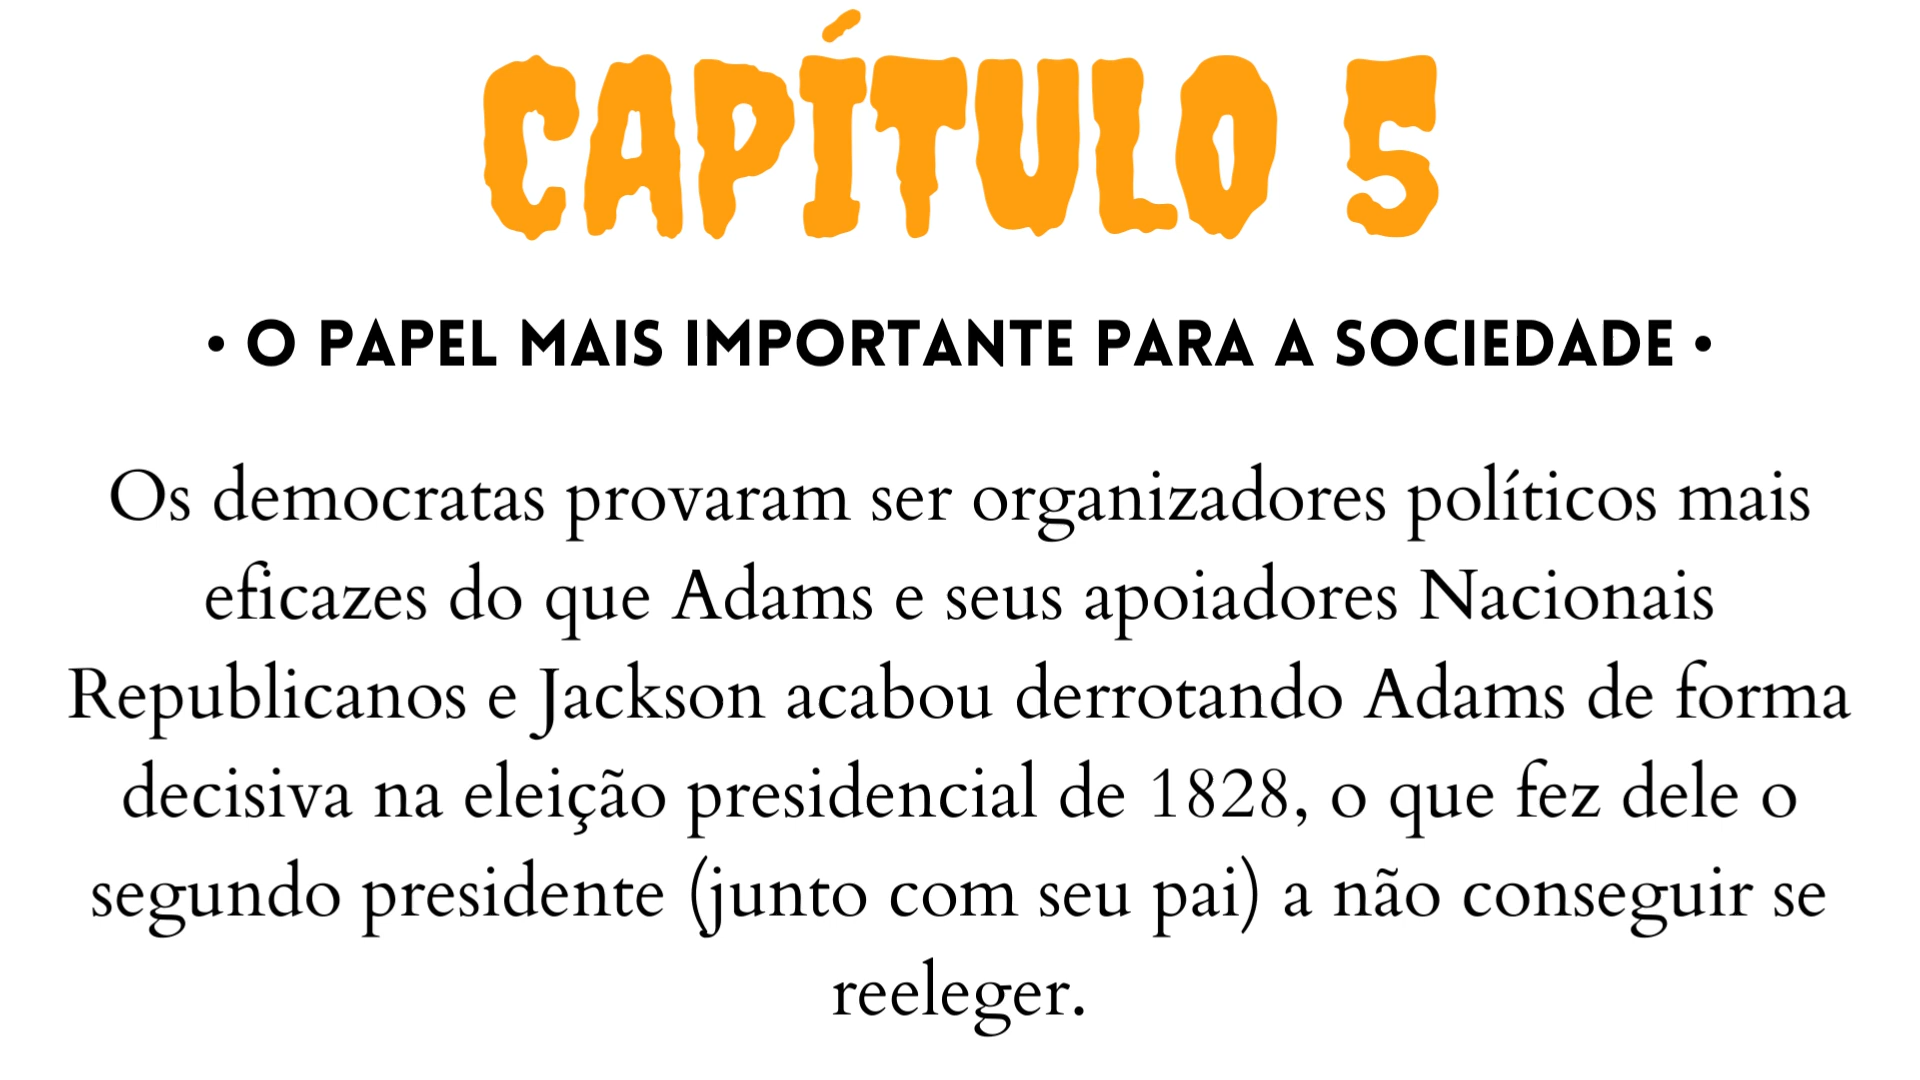 CAPÍTULO 5
• O PAPEL MAIS IMPORTANTE PARA A SOCIEDADE •
Os democratas provaram ser organizadores políticos mais
eficazes do que Adams e seus apoiadores Nacionais
Republicanos e Jackson acabou derrotando Adams de forma
decisiva na eleição presidencial de 1828, o que fez dele o
segundo presidente (junto com seu pai) a não conseguir se
reeleger.